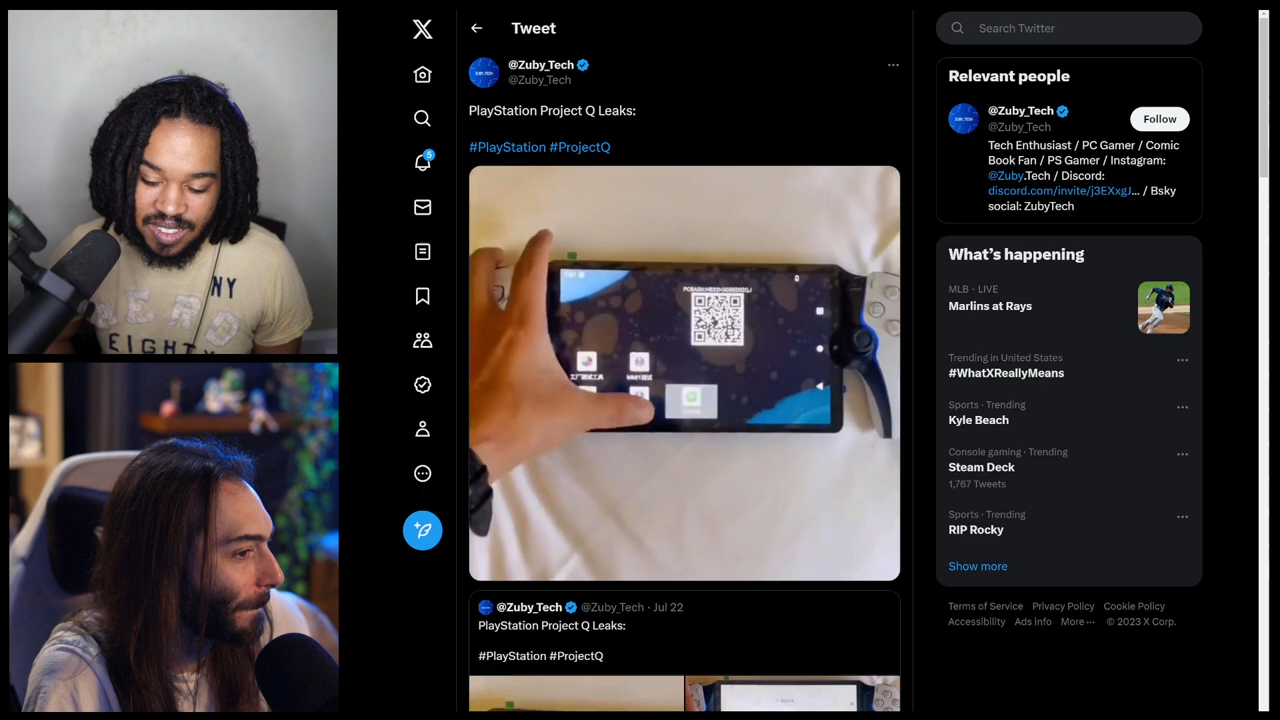 NY
ERO
EIGHTY
5
Tweet
@Zuby_Tech
@Zuby_Tech
PlayStation Project Q Leaks:
#PlayStation #ProjectQ
@Zuby_Tech @Zuby_Tech · Jul 22
PlayStation Project Q Leaks:
#PlayStation #ProjectQ
Search Twitter
Relevant people
@Zuby_Tech
@Zuby_Tech
Follow
Tech Enthusiast / PC Gamer / Comic
Book Fan / PS Gamer / Instagram:
@Zuby.Tech / Discord:
discord.com/invite/j3EXxgJ… / Bsky
social: ZubyTech
What's happening
MLB · LIVE
Marlins at Rays
Trending in United States
#WhatXReallyMeans
Sports · Trending
Kyle Beach
Console gaming · Trending
Steam Deck
1,767 Tweets
Sports · Trending
RIP Rocky
Show more
Terms of Service Privacy Policy Cookie Policy
Accessibility Ads info More ··· © 2023 X Corp.